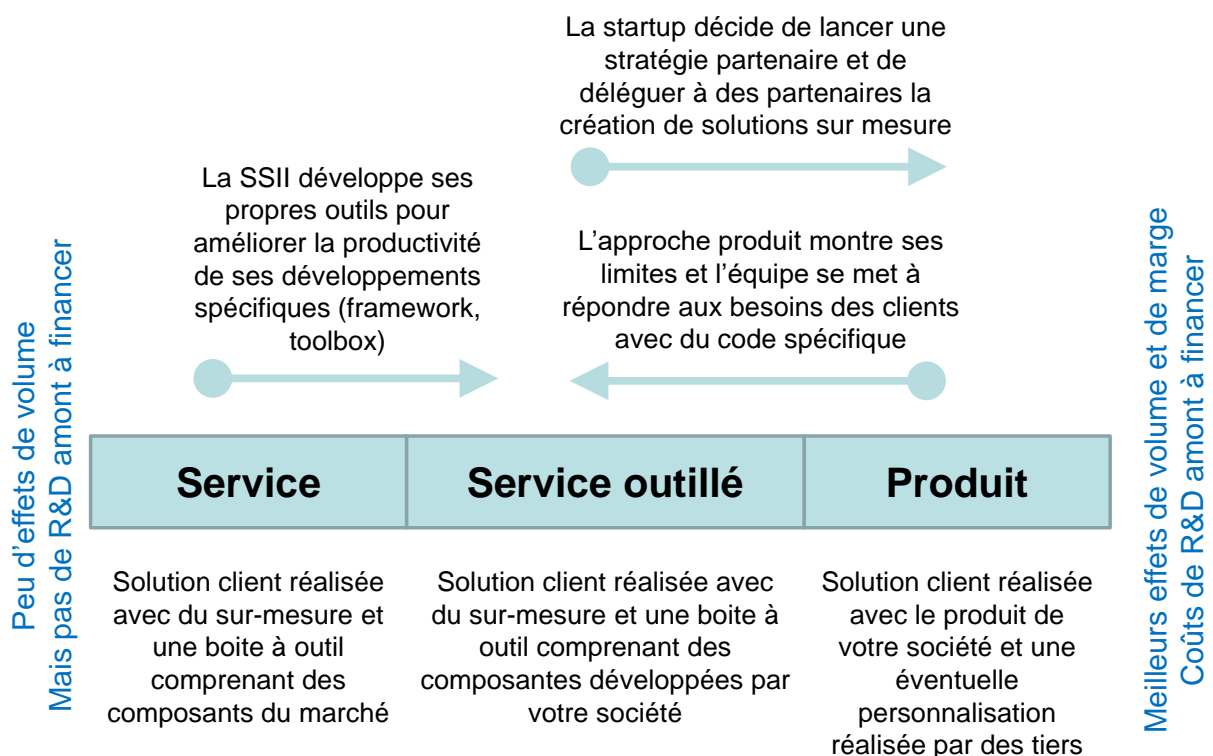 La startup décide de lancer une
stratégie partenaire et de
déléguer à des partenaires la
création de solutions sur mesure
La SSII développe ses
propres outils pour
améliorer la productivité
de ses développements
spécifiques (framework,
toolbox)
L’approche produit montre ses
limites et l’équipe se met à
répondre aux besoins des clients
avec du code spécifique
Peu d’effets de volume
Mais pas de R&D amont à financer
Service
Service outillé
Produit
Meilleurs effets de volume et de marge
Coûts de R&D amont à financer
Solution client réalisée
avec du sur-mesure et
une boite à outil
comprenant des
composants du marché
Solution client réalisée avec
du sur-mesure et une boite à
outil comprenant des
composantes développées par
votre société
Solution client réalisée
avec le produit de
votre société et une
éventuelle
personnalisation
réalisée par des tiers